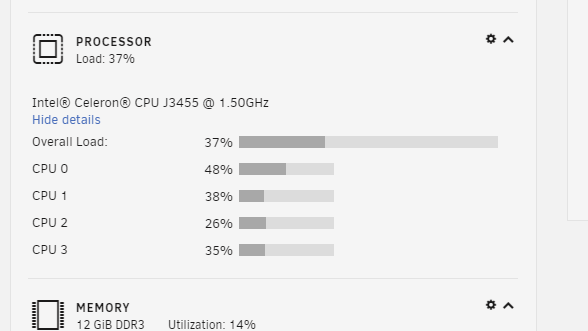 PROCESSOR
Load: 37%
Intel® Celeron® CPU J3455 @ 1.50GHz
Hide details
Overall Load: 37%
CPU 0 48%
CPU 1 38%
CPU 2 26%
CPU 3 35%
MEMORY
12 GiB DDR3 Utilization: 14%